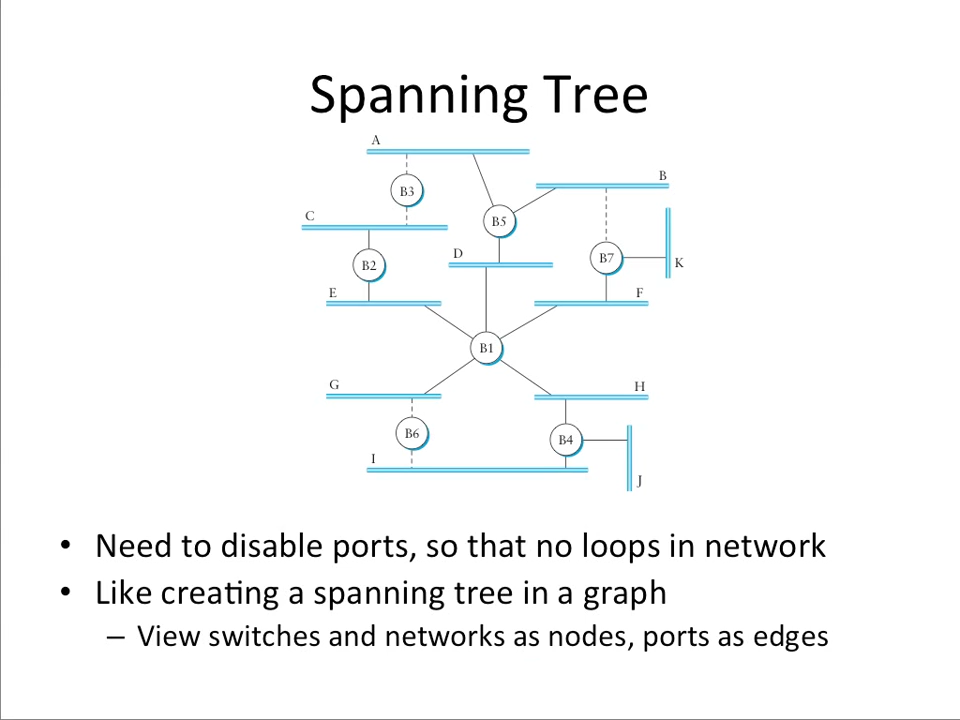 Spanning Tree
A
B
B3
C
B5
D
B7
K
B2
E
F
B1
G
H
B6
B4
I
J
• Need to disable ports, so that no loops in network
• Like creating a spanning tree in a graph
– View switches and networks as nodes, ports as edges